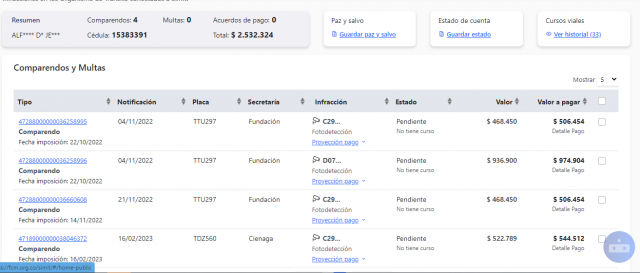 Resumen
Comparendos: 4
Multas: 0
Acuerdos de pago: 0
ALF**** D* JE***
Cédula: 15383391
Total: $ 2.532.324
Paz y salvo
Guardar paz y salvo
Estado de cuenta
Guardar estado
Cursos viales
Ver historial (33)
Comparendos y Multas
Mostrar 5
Tipo Notificación Placa Secretaría Infracción Estado Valor Valor a pagar
47288000000036258995 04/11/2022 TTU297 Fundación C29... Pendiente $ 468.450 $ 506.454
Comparendo Fotodetección No tiene curso Detalle Pago
Fecha imposición: 22/10/2022 Proyección pago
47288000000036258996 04/11/2022 TTU297 Fundación D07... Pendiente $ 936.900 $ 974.904
Comparendo Fotodetección No tiene curso Detalle Pago
Fecha imposición: 22/10/2022 Proyección pago
47288000000036660608 21/11/2022 TTU297 Fundación C29... Pendiente $ 468.450 $ 506.454
Comparendo Fotodetección No tiene curso Detalle Pago
Fecha imposición: 14/11/2022 Proyección pago
47189000000038046372 16/02/2023 TDZ560 Cienaga C29... Pendiente $ 522.789 $ 544.512
Comparendo Fotodetección No tiene curso Detalle Pago
Fecha imposición: 16/02/2023 Proyección pago